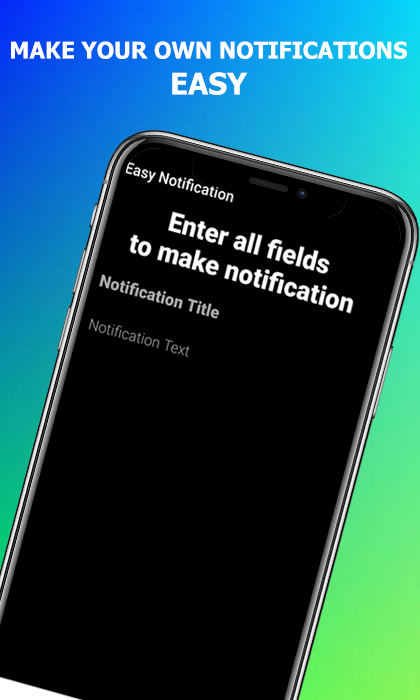 MAKE YOUR OWN NOTIFICATIONS
EASY
Easy Notification
Enter all fields
to make notification
Notification Title
Notification Text